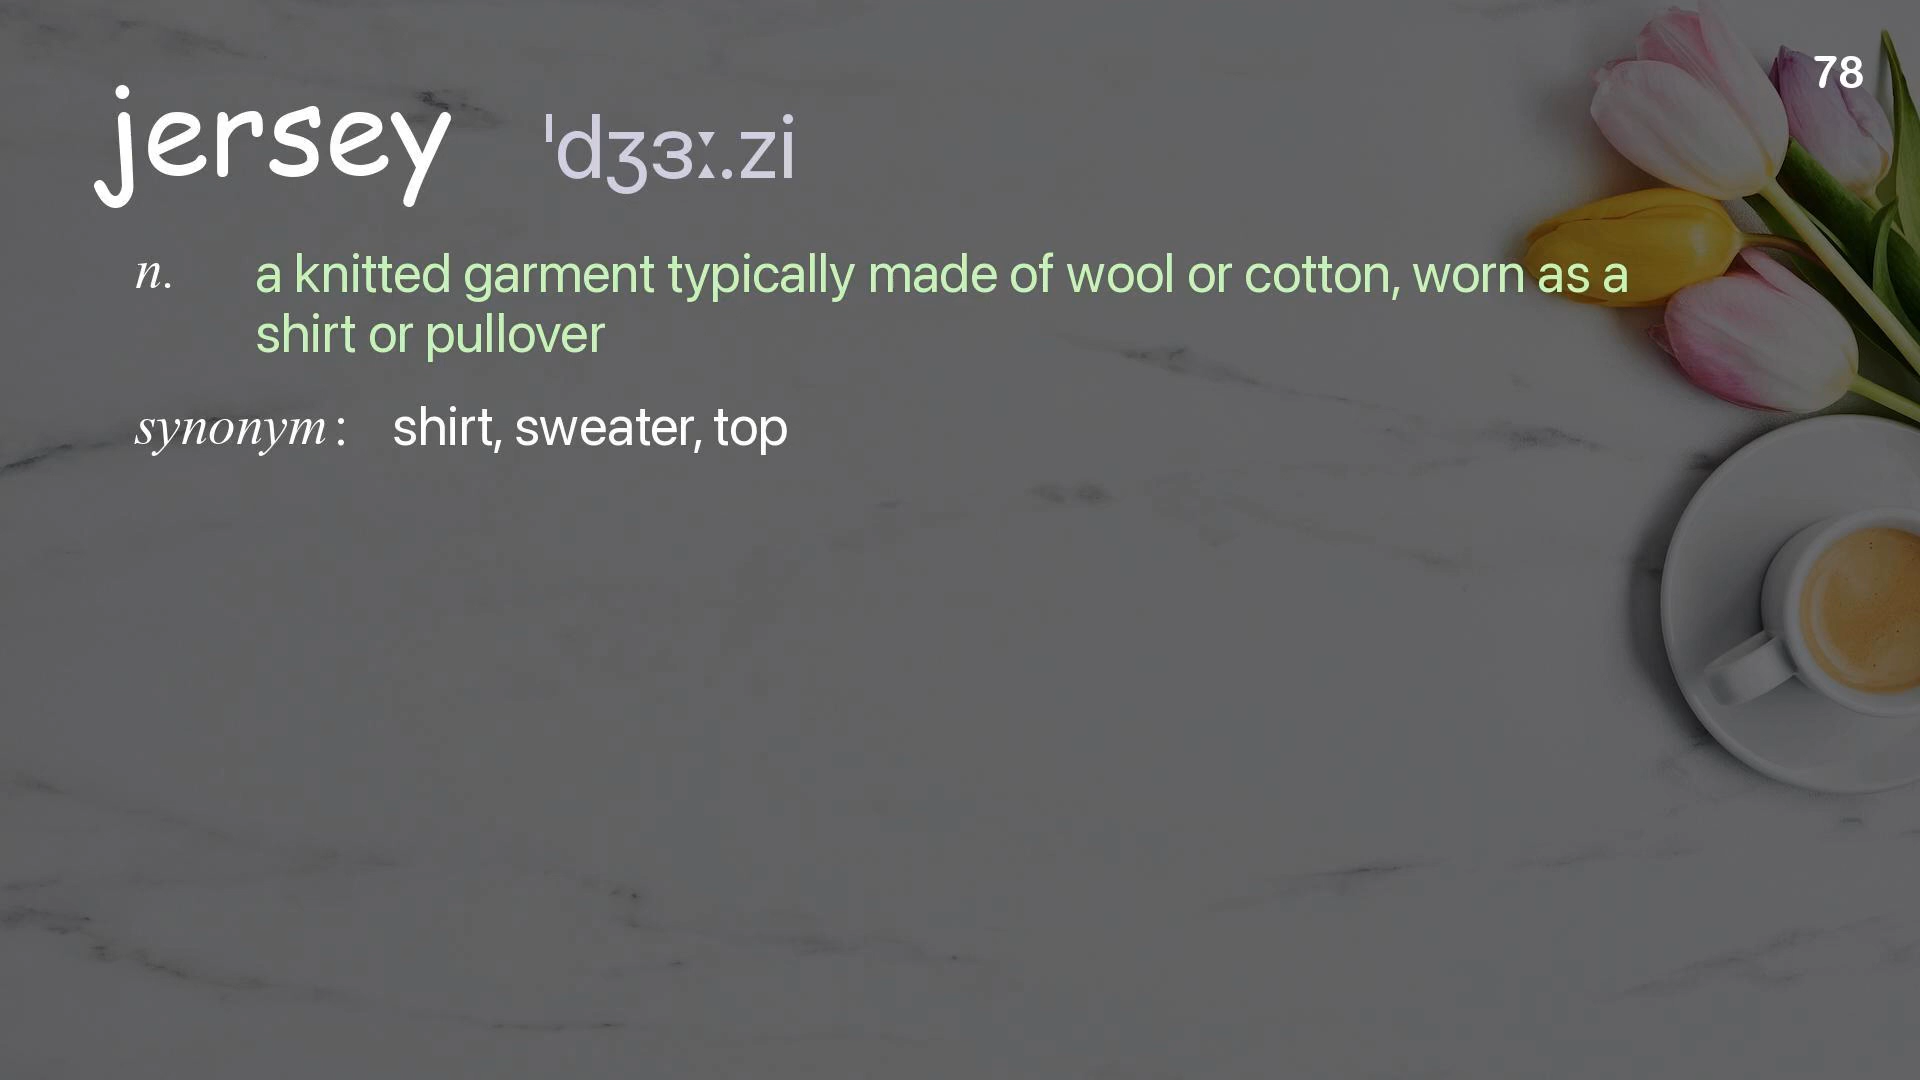 78
jersey ˈdʒɜː.zi
n. a knitted garment typically made of wool or cotton, worn as a
shirt or pullover
synonym: shirt, sweater, top